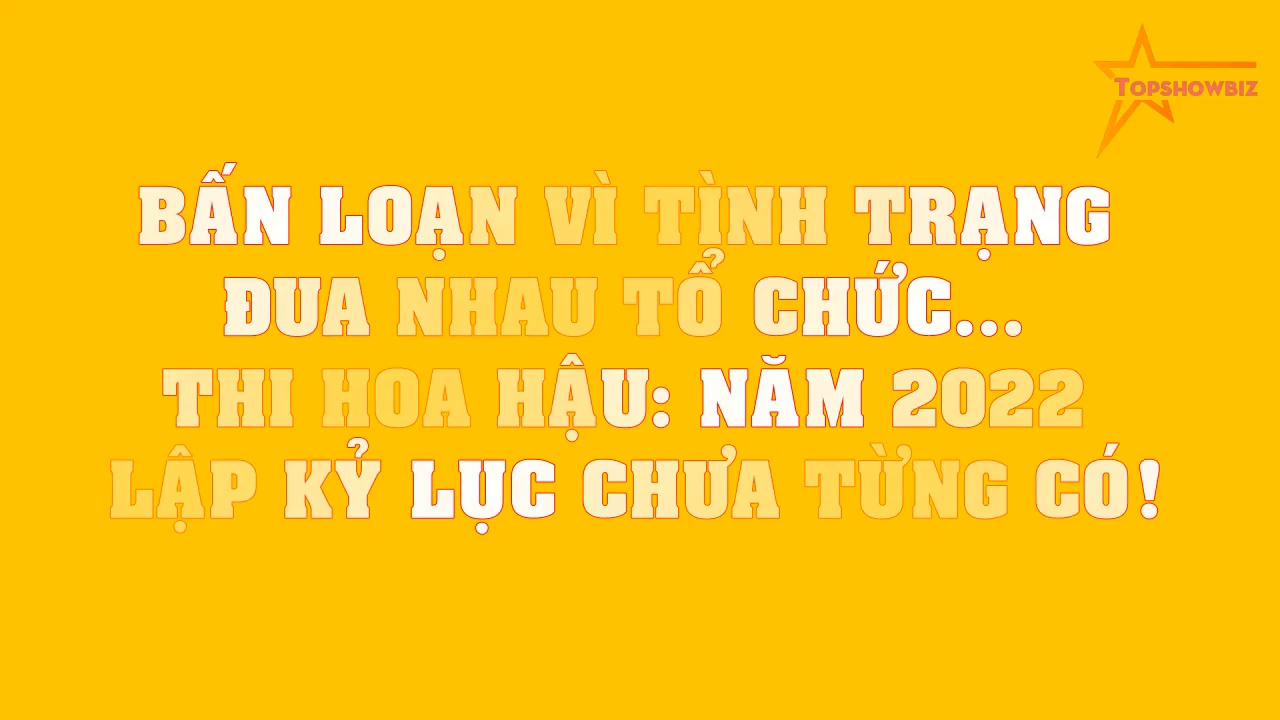 TOPSHOWBIZ
BẤN LOẠN VÌ TÌNH TRẠNG
ĐUA NHAU TỔ CHỨC...
THI HOA HẬU: NĂM 2022
LẬP KỶ LỤC CHƯA TỪNG CÓ!